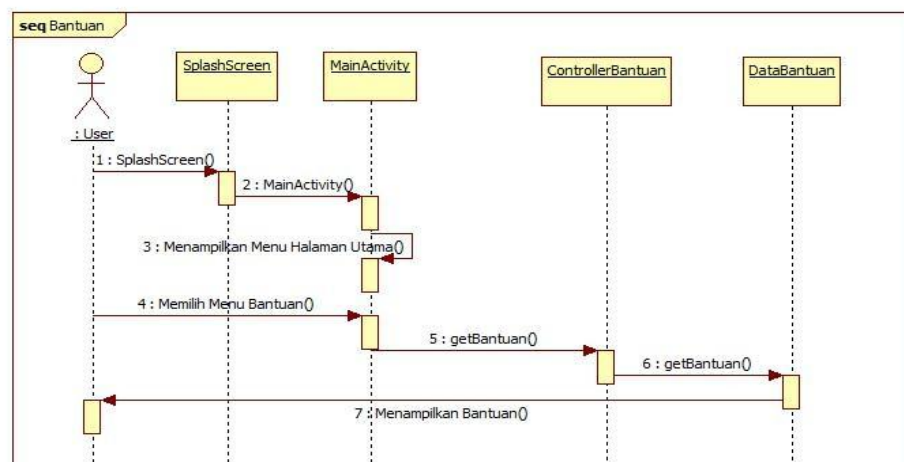 seq Bantuan
SplashScreen
MainActivity
ControllerBantuan
DataBantuan
: User
1 : SplashScreen()
2 : MainActivity()
3 : Menampilkan Menu Halaman Utama()
4 : Memilih Menu Bantuan()
5 : getBantuan()
6 : getBantuan()
7 : Menampilkan Bantuan()